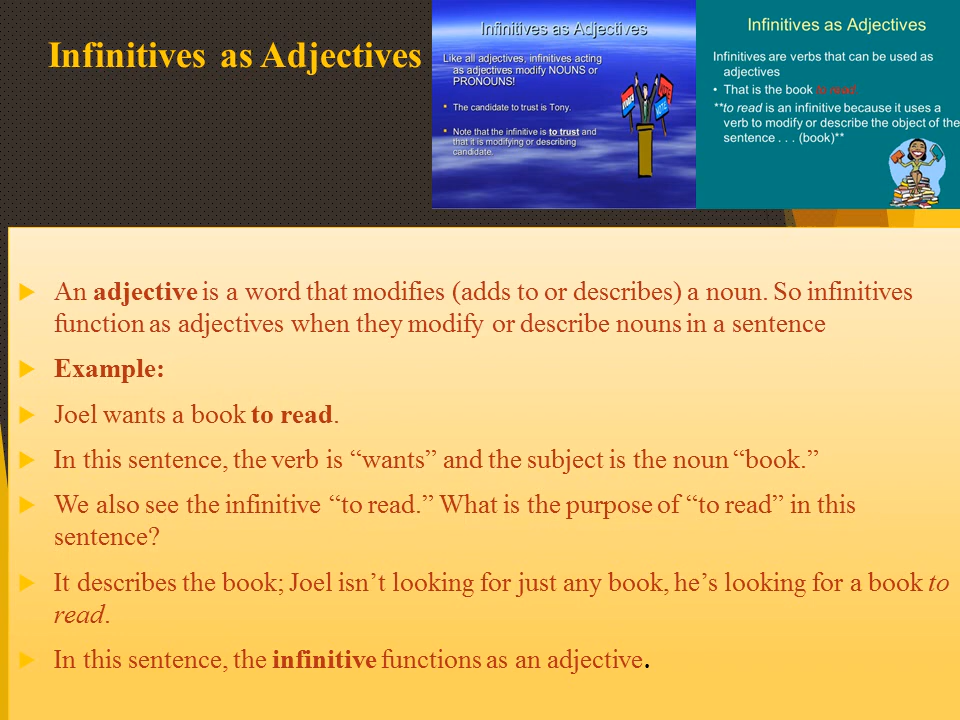 Infinitives as Adjectives
Infinitives as Adjectives
Like all adjectives, infinitives acting
as adjectives modify NOUNS or
PRONOUNS!
▪ The candidate to trust is Tony.
▪ Note that the infinitive is to trust and
that it is modifying or describing
candidate.
VOTE
Infinitives as Adjectives
Infinitives are verbs that can be used as
adjectives
• That is the book to read.
**to read is an infinitive because it uses a
verb to modify or describe the object of the
sentence . . . (book)**
An adjective is a word that modifies (adds to or describes) a noun. So infinitives
function as adjectives when they modify or describe nouns in a sentence
Example:
Joel wants a book to read.
In this sentence, the verb is “wants” and the subject is the noun “book.”
We also see the infinitive “to read.” What is the purpose of “to read” in this
sentence?
It describes the book; Joel isn’t looking for just any book, he’s looking for a book to
read.
In this sentence, the infinitive functions as an adjective.